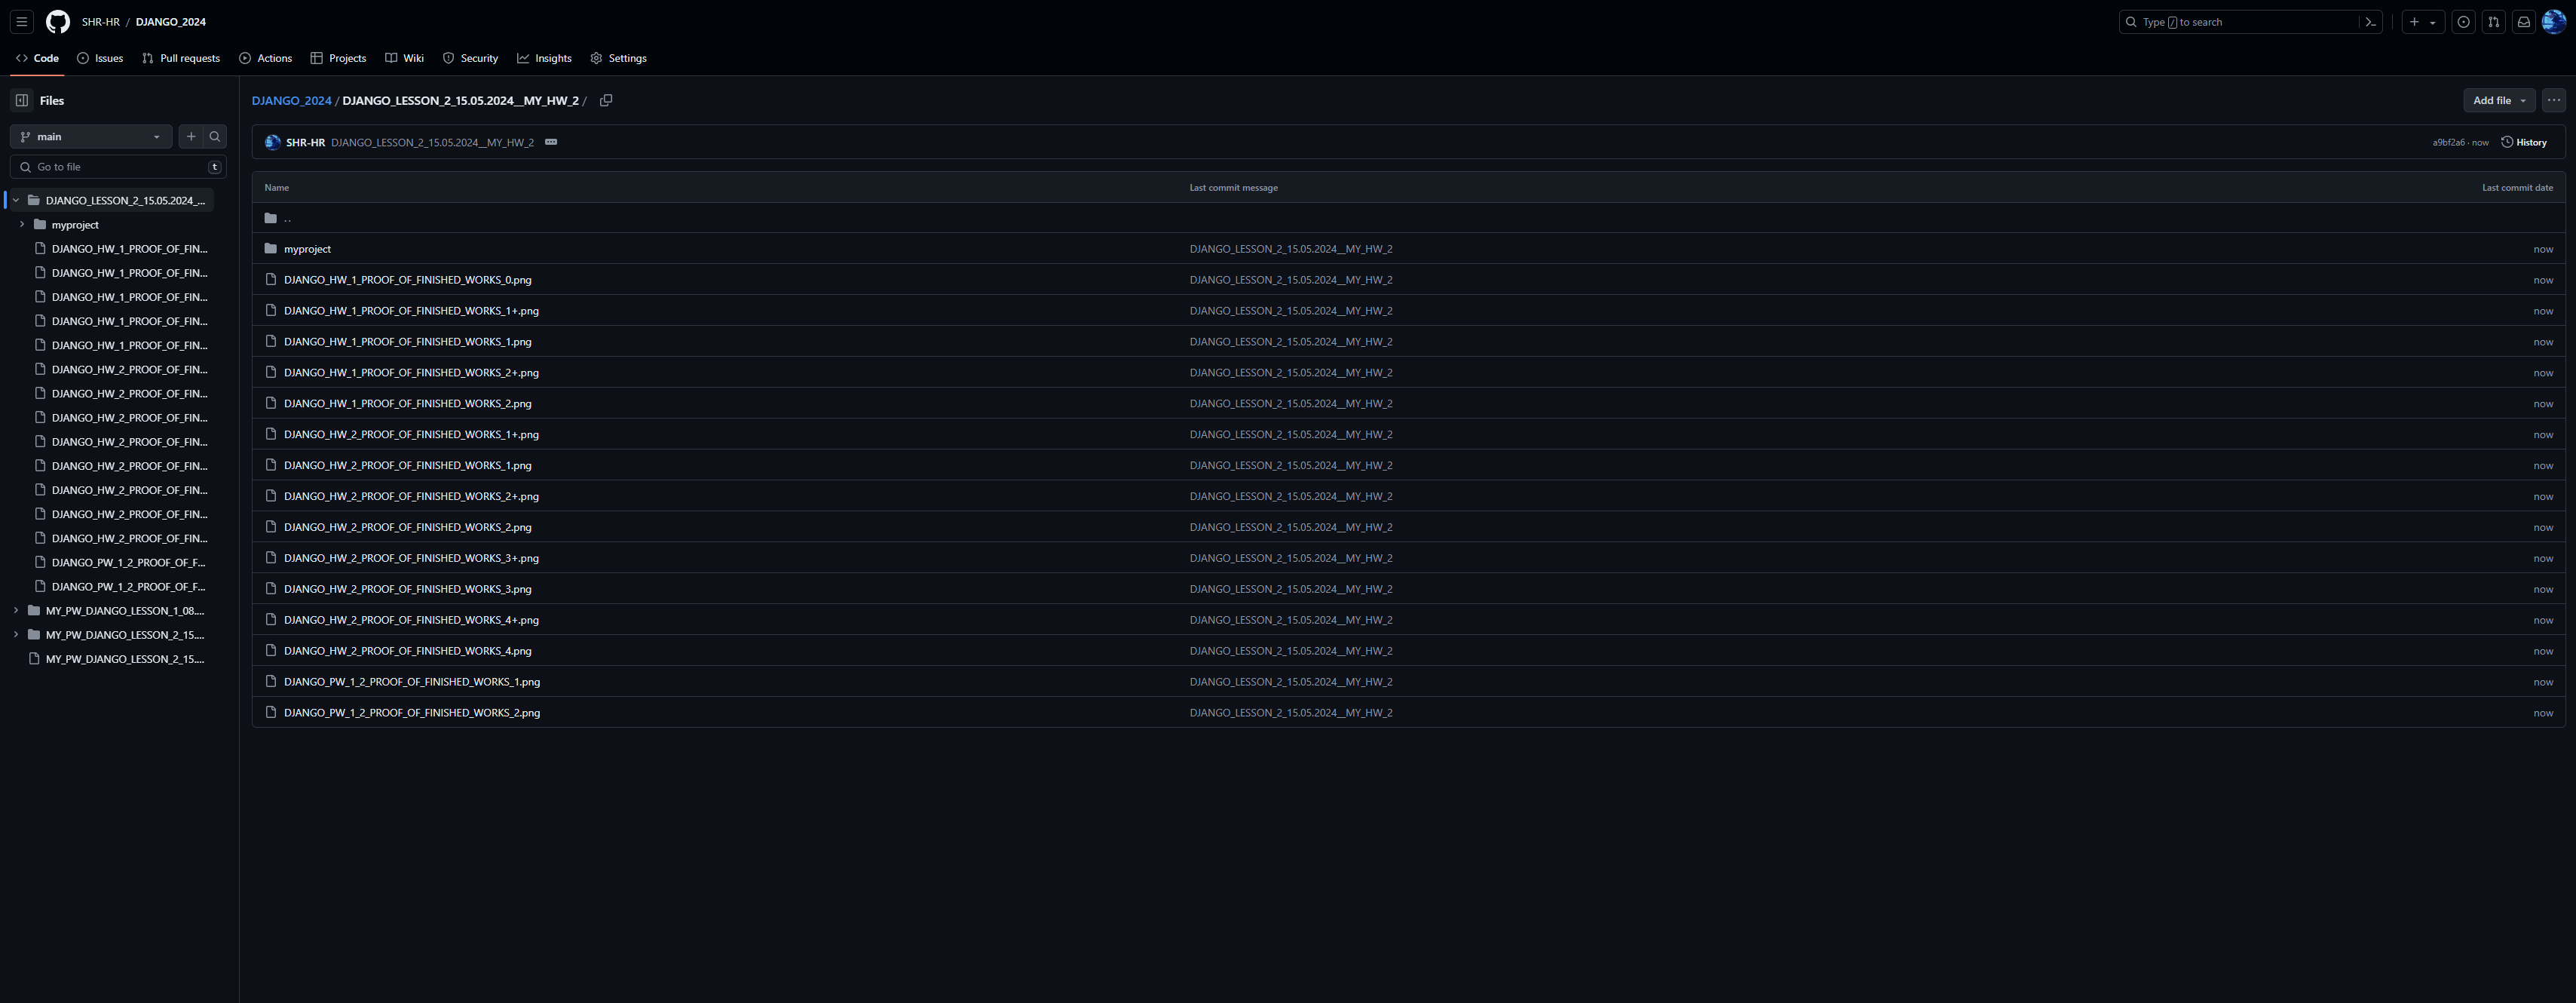 SHR-HR / DJANGO_2024
Type / to search
Code Issues Pull requests Actions Projects Wiki Security Insights Settings
Files
main
Go to file t
DJANGO_LESSON_2_15.05.2024_...
myproject
DJANGO_HW_1_PROOF_OF_FIN...
DJANGO_HW_1_PROOF_OF_FIN...
DJANGO_HW_1_PROOF_OF_FIN...
DJANGO_HW_1_PROOF_OF_FIN...
DJANGO_HW_1_PROOF_OF_FIN...
DJANGO_HW_2_PROOF_OF_FIN...
DJANGO_HW_2_PROOF_OF_FIN...
DJANGO_HW_2_PROOF_OF_FIN...
DJANGO_HW_2_PROOF_OF_FIN...
DJANGO_HW_2_PROOF_OF_FIN...
DJANGO_HW_2_PROOF_OF_FIN...
DJANGO_HW_2_PROOF_OF_FIN...
DJANGO_HW_2_PROOF_OF_FIN...
DJANGO_PW_1_2_PROOF_OF_F...
DJANGO_PW_1_2_PROOF_OF_F...
MY_PW_DJANGO_LESSON_1_08....
MY_PW_DJANGO_LESSON_2_15....
MY_PW_DJANGO_LESSON_2_15....
DJANGO_2024 / DJANGO_LESSON_2_15.05.2024__MY_HW_2 /
Add file
SHR-HR DJANGO_LESSON_2_15.05.2024__MY_HW_2
a9bf2a6 · now History
Name Last commit message Last commit date
..
myproject DJANGO_LESSON_2_15.05.2024__MY_HW_2 now
DJANGO_HW_1_PROOF_OF_FINISHED_WORKS_0.png DJANGO_LESSON_2_15.05.2024__MY_HW_2 now
DJANGO_HW_1_PROOF_OF_FINISHED_WORKS_1+.png DJANGO_LESSON_2_15.05.2024__MY_HW_2 now
DJANGO_HW_1_PROOF_OF_FINISHED_WORKS_1.png DJANGO_LESSON_2_15.05.2024__MY_HW_2 now
DJANGO_HW_1_PROOF_OF_FINISHED_WORKS_2+.png DJANGO_LESSON_2_15.05.2024__MY_HW_2 now
DJANGO_HW_1_PROOF_OF_FINISHED_WORKS_2.png DJANGO_LESSON_2_15.05.2024__MY_HW_2 now
DJANGO_HW_2_PROOF_OF_FINISHED_WORKS_1+.png DJANGO_LESSON_2_15.05.2024__MY_HW_2 now
DJANGO_HW_2_PROOF_OF_FINISHED_WORKS_1.png DJANGO_LESSON_2_15.05.2024__MY_HW_2 now
DJANGO_HW_2_PROOF_OF_FINISHED_WORKS_2+.png DJANGO_LESSON_2_15.05.2024__MY_HW_2 now
DJANGO_HW_2_PROOF_OF_FINISHED_WORKS_2.png DJANGO_LESSON_2_15.05.2024__MY_HW_2 now
DJANGO_HW_2_PROOF_OF_FINISHED_WORKS_3+.png DJANGO_LESSON_2_15.05.2024__MY_HW_2 now
DJANGO_HW_2_PROOF_OF_FINISHED_WORKS_3.png DJANGO_LESSON_2_15.05.2024__MY_HW_2 now
DJANGO_HW_2_PROOF_OF_FINISHED_WORKS_4+.png DJANGO_LESSON_2_15.05.2024__MY_HW_2 now
DJANGO_HW_2_PROOF_OF_FINISHED_WORKS_4.png DJANGO_LESSON_2_15.05.2024__MY_HW_2 now
DJANGO_PW_1_2_PROOF_OF_FINISHED_WORKS_1.png DJANGO_LESSON_2_15.05.2024__MY_HW_2 now
DJANGO_PW_1_2_PROOF_OF_FINISHED_WORKS_2.png DJANGO_LESSON_2_15.05.2024__MY_HW_2 now